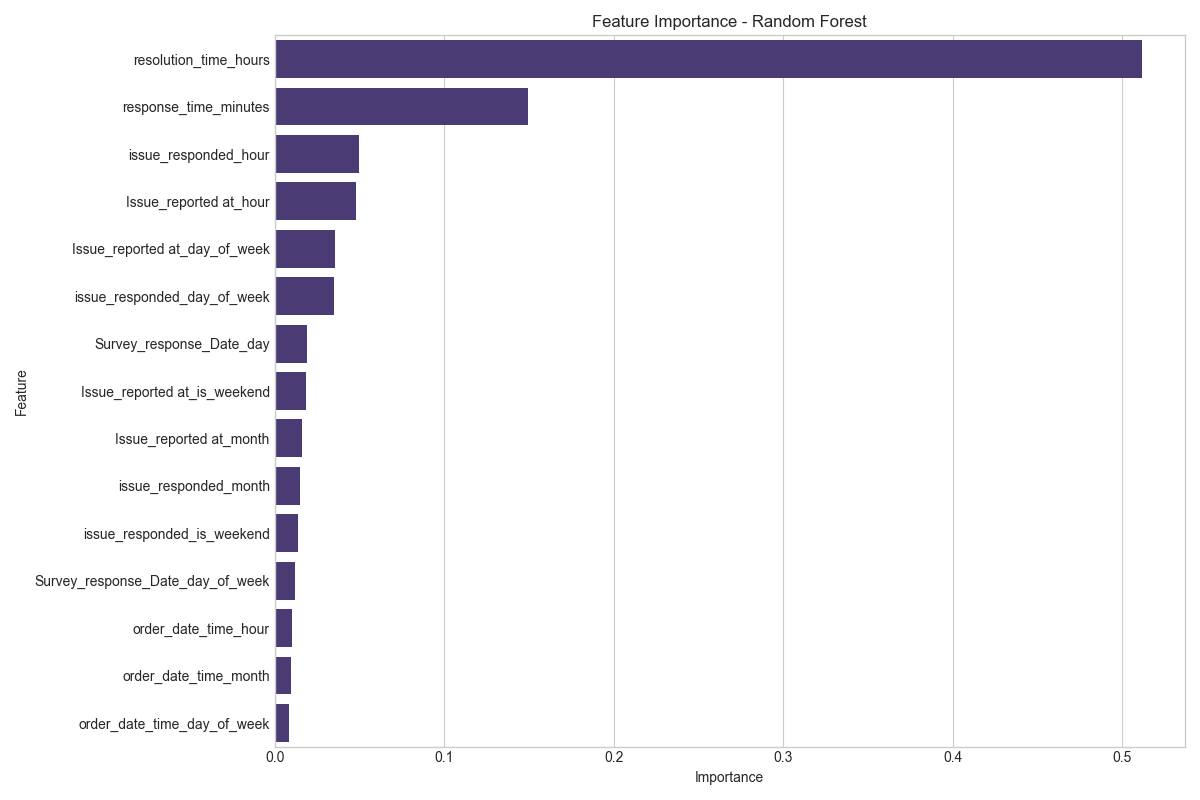 Feature Importance - Random Forest
resolution_time_hours
response_time_minutes
issue_responded_hour
Issue_reported at_hour
Issue_reported at_day_of_week
issue_responded_day_of_week
Survey_response_Date_day
Issue_reported at_is_weekend
Issue_reported at_month
issue_responded_month
issue_responded_is_weekend
Survey_response_Date_day_of_week
order_date_time_hour
order_date_time_month
order_date_time_day_of_week
Feature
0.0 0.1 0.2 0.3 0.4 0.5
Importance